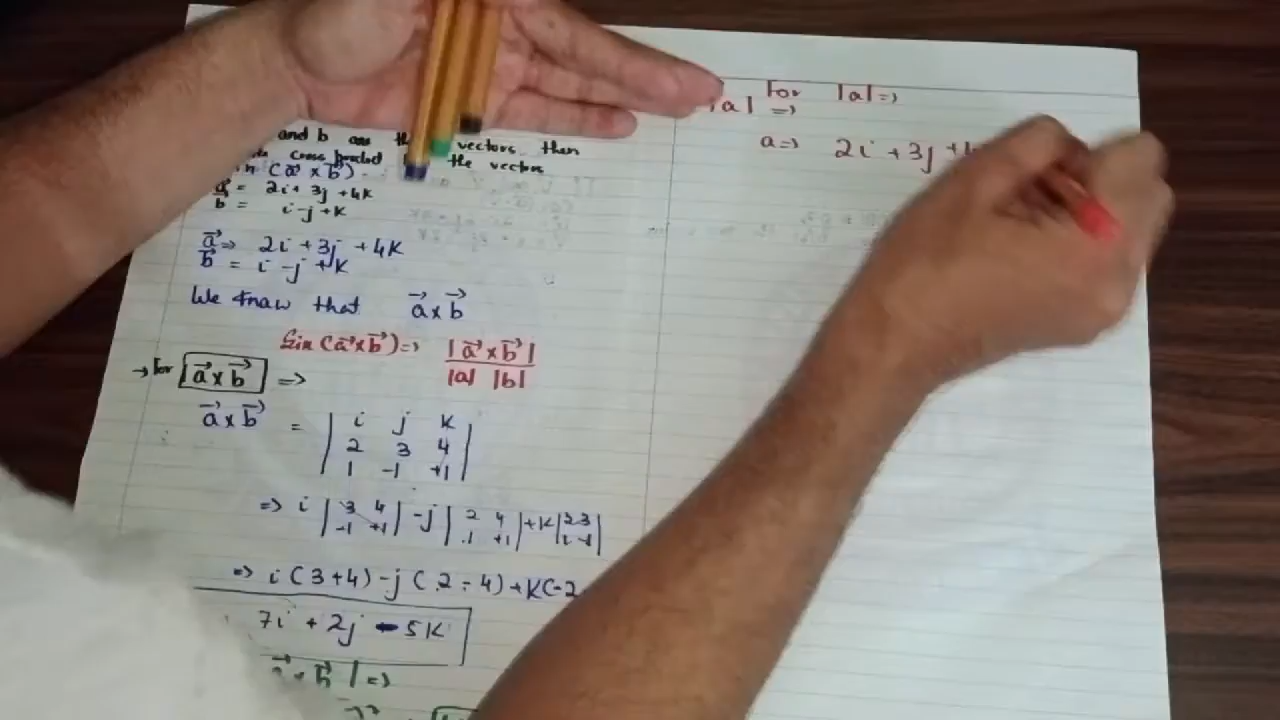 and b are the vectors then
cross the vectors
(a⃗ x b⃗)
a⃗ = 2i + 3j + 4K
b = i - j + K
a⃗ => 2i + 3j + 4K
b⃗ = i - j + K
We knaw that a⃗ x b⃗
Sin (a⃗ x b⃗) => |a⃗ x b⃗|
|a| |b|
→ For a⃗ x b⃗ =>
a⃗ x b⃗ = | i j K |
2 3 4
1 -1 +1
=> i | 3 4 | - j | 2 4 | + K | 2 3 |
-1 +1 1 +1 1 -1
=> i (3+4) - j (2-4) + K(-2
7i + 2j - 5K
a⃗ x b⃗ | =>
For |a| =>
|a| =>
a => 2i + 3j +